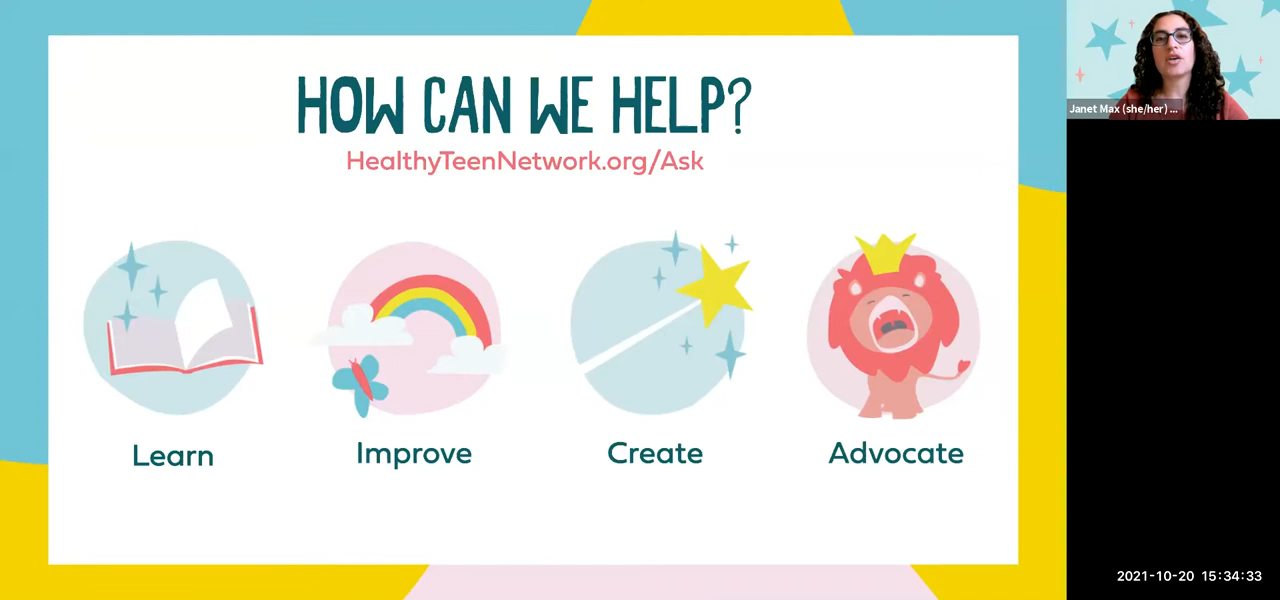 HOW CAN WE HELP?
HealthyTeenNetwork.org/Ask
Learn
Improve
Create
Advocate
Janet Max (she/her) ...
2021-10-20 15:34:33